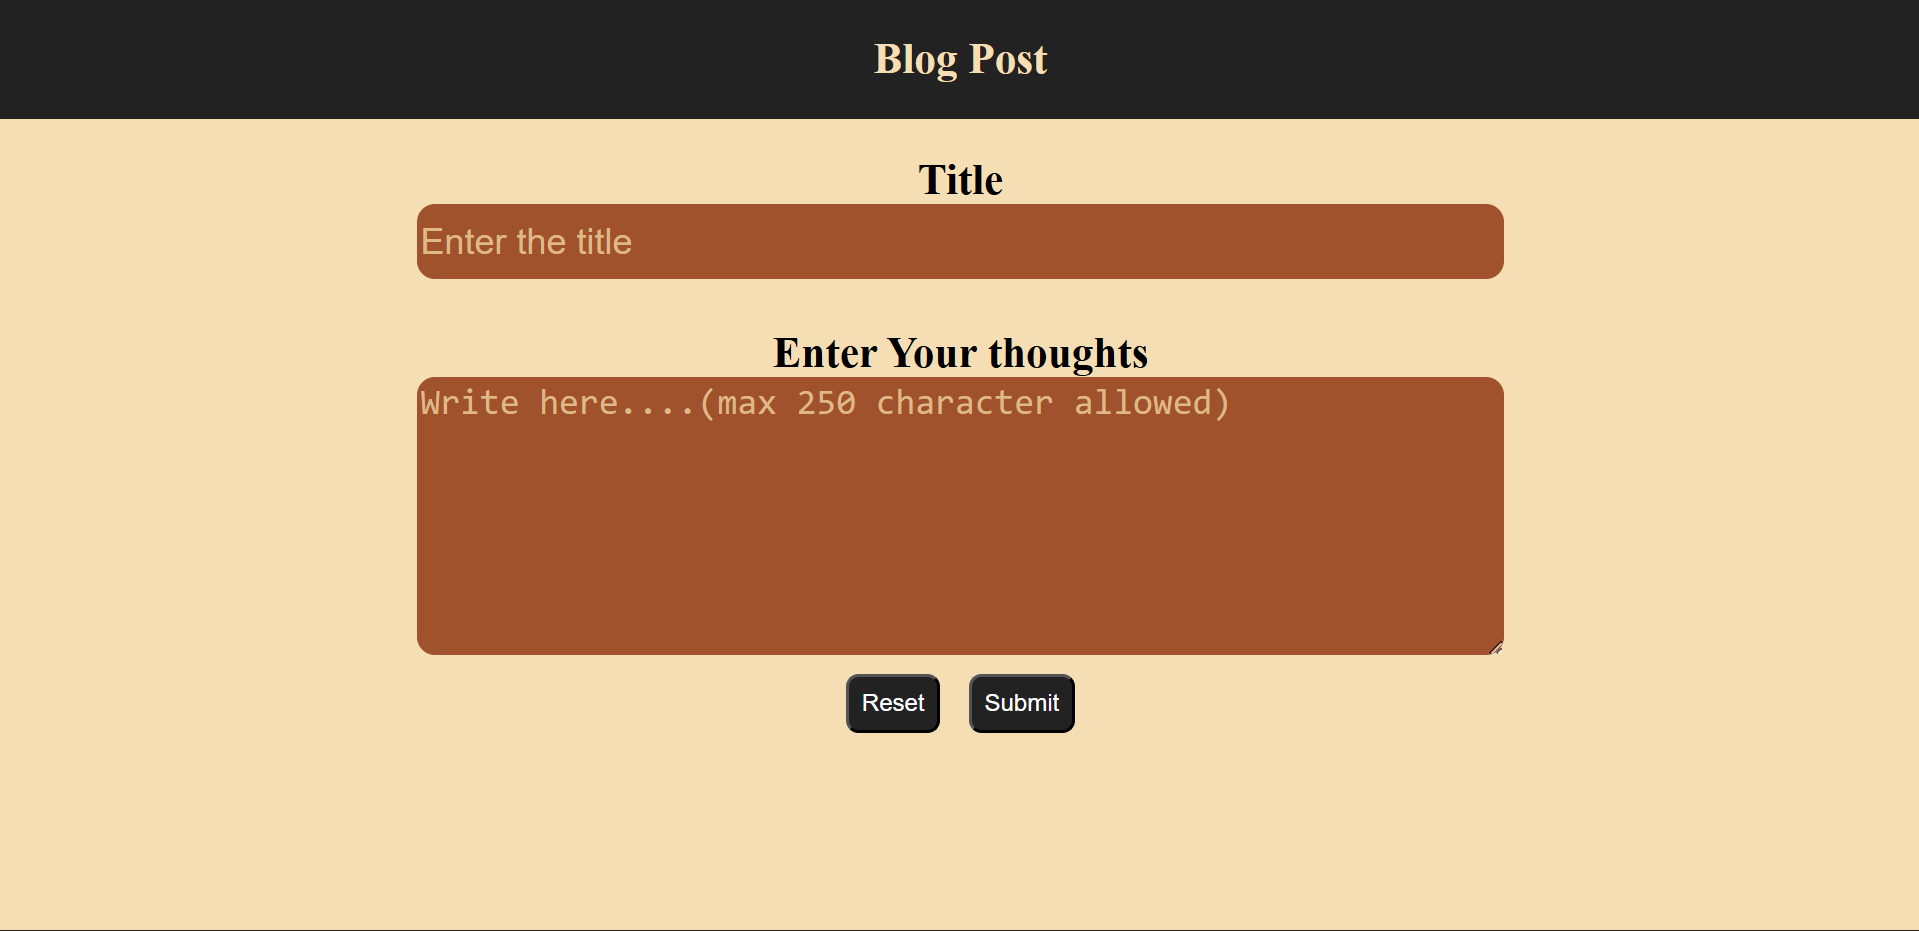 Blog Post
Title
Enter the title
Enter Your thoughts
Write here....(max 250 character allowed)
Reset Submit